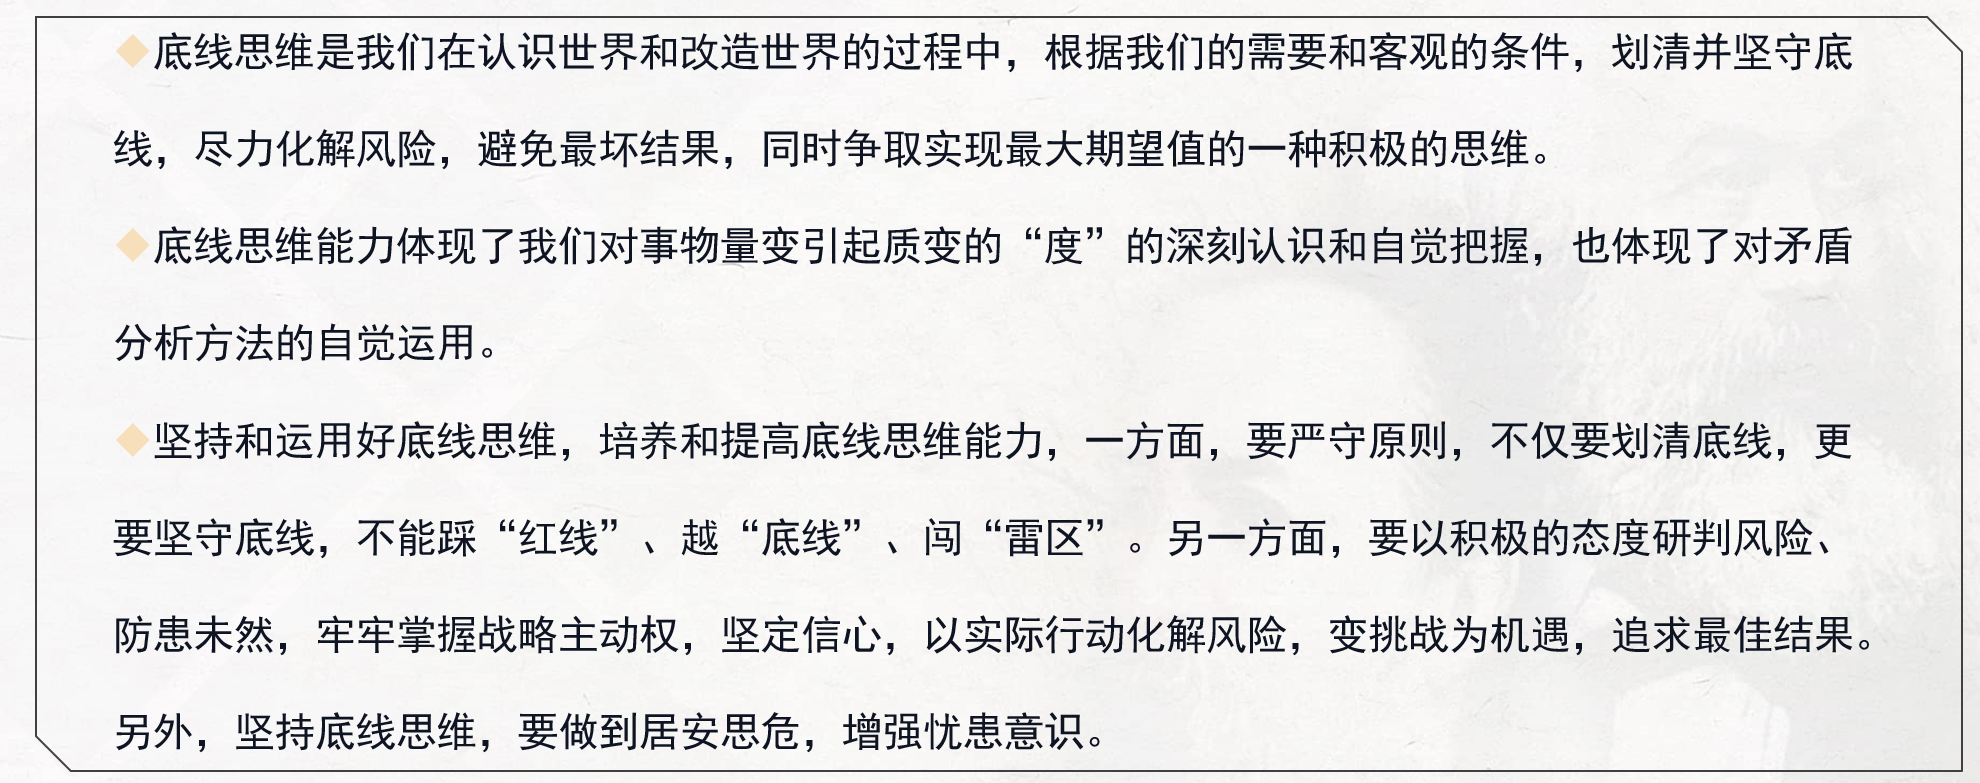 ◆底线思维是我们在认识世界和改造世界的过程中，根据我们的需要和客观的条件，划清并坚守底
线，尽力化解风险，避免最坏结果，同时争取实现最大期望值的一种积极的思维。
◆底线思维能力体现了我们对事物量变引起质变的“度”的深刻认识和自觉把握，也体现了对矛盾
分析方法的自觉运用。
◆坚持和运用好底线思维，培养和提高底线思维能力，一方面，要严守原则，不仅要划清底线，更
要坚守底线，不能踩“红线”、越“底线”、闯“雷区”。另一方面，要以积极的态度研判风险、
防患未然，牢牢掌握战略主动权，坚定信心，以实际行动化解风险，变挑战为机遇，追求最佳结果。
另外，坚持底线思维，要做到居安思危，增强忧患意识。